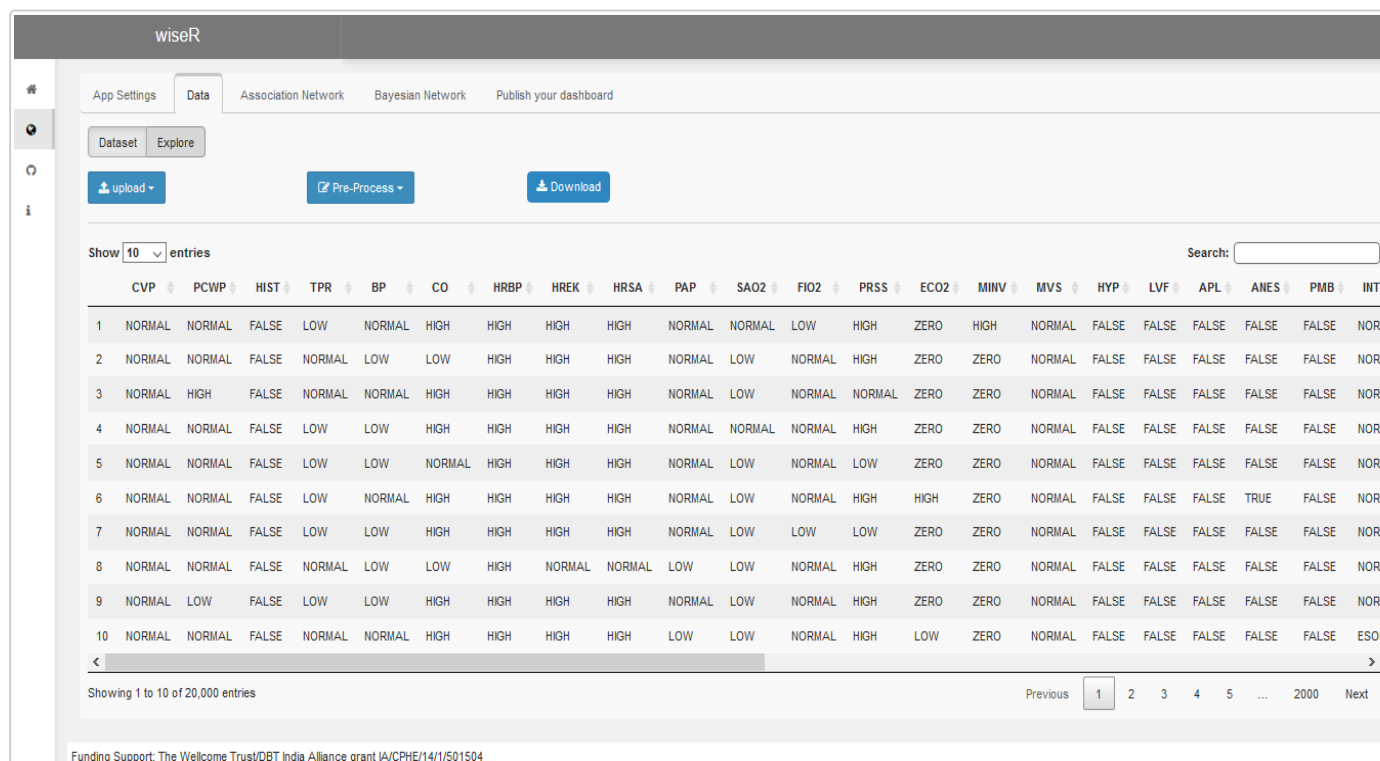 wiseR
App Settings Data Association Network Bayesian Network Publish your dashboard
Dataset Explore
upload Pre-Process Download
Show 10 entries Search:
CVP PCWP HIST TPR BP CO HRBP HREK HRSA PAP SAO2 FIO2 PRSS ECO2 MINV MVS HYP LVF APL ANES PMB INT
1 NORMAL NORMAL FALSE LOW NORMAL HIGH HIGH HIGH HIGH NORMAL NORMAL LOW HIGH ZERO HIGH NORMAL FALSE FALSE FALSE FALSE FALSE NOR
2 NORMAL NORMAL FALSE NORMAL LOW LOW HIGH HIGH HIGH NORMAL LOW NORMAL HIGH ZERO ZERO NORMAL FALSE FALSE FALSE FALSE FALSE NOR
3 NORMAL HIGH FALSE NORMAL NORMAL HIGH HIGH HIGH HIGH NORMAL LOW NORMAL NORMAL ZERO ZERO NORMAL FALSE FALSE FALSE FALSE FALSE NOR
4 NORMAL NORMAL FALSE LOW LOW HIGH HIGH HIGH HIGH NORMAL NORMAL NORMAL HIGH ZERO ZERO NORMAL FALSE FALSE FALSE FALSE FALSE NOR
5 NORMAL NORMAL FALSE LOW LOW NORMAL HIGH HIGH HIGH NORMAL LOW NORMAL LOW ZERO ZERO NORMAL FALSE FALSE FALSE FALSE FALSE NOR
6 NORMAL NORMAL FALSE LOW NORMAL HIGH HIGH HIGH HIGH NORMAL LOW NORMAL HIGH HIGH ZERO NORMAL FALSE FALSE FALSE TRUE FALSE NOR
7 NORMAL NORMAL FALSE LOW LOW HIGH HIGH HIGH HIGH NORMAL LOW LOW LOW ZERO ZERO NORMAL FALSE FALSE FALSE FALSE FALSE NOR
8 NORMAL NORMAL FALSE NORMAL LOW LOW HIGH NORMAL NORMAL LOW LOW NORMAL HIGH ZERO ZERO NORMAL FALSE FALSE FALSE FALSE FALSE NOR
9 NORMAL LOW FALSE LOW LOW HIGH HIGH HIGH HIGH NORMAL LOW NORMAL HIGH ZERO ZERO NORMAL FALSE FALSE FALSE FALSE FALSE NOR
10 NORMAL NORMAL FALSE NORMAL NORMAL HIGH HIGH HIGH HIGH LOW LOW NORMAL HIGH LOW ZERO NORMAL FALSE FALSE FALSE FALSE FALSE ESO
Showing 1 to 10 of 20,000 entries Previous 1 2 3 4 5 ... 2000 Next
Funding Support: The Wellcome Trust/DBT India Alliance grant IA/CPHE/14/1/501504